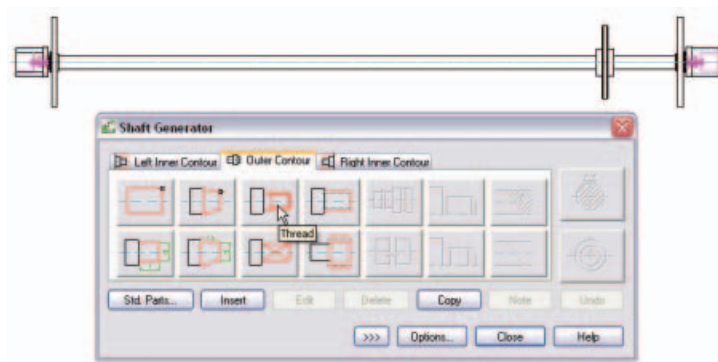 Shaft Generator
Left Inner Contour Outer Contour Right Inner Contour
Thread
Std. Parts... Insert Edit Delete Copy Note Undo
>>> Options... Close Help